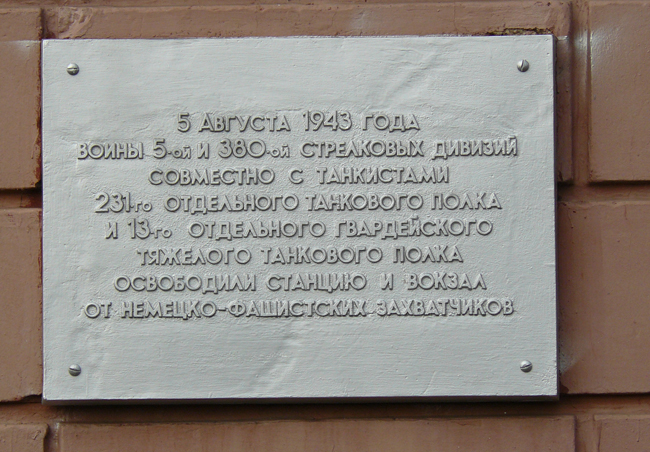 5 АВГУСТА 1943 ГОДА
ВОИНЫ 5-ОЙ И 380-ОЙ СТРЕЛКОВЫХ ДИВИЗИЙ
СОВМЕСТНО С ТАНКИСТАМИ
231-ГО ОТДЕЛЬНОГО ТАНКОВОГО ПОЛКА
И 13-ГО ОТДЕЛЬНОГО ГВАРДЕЙСКОГО
ТЯЖЕЛОГО ТАНКОВОГО ПОЛКА
ОСВОБОДИЛИ СТАНЦИЮ И ВОКЗАЛ
ОТ НЕМЕЦКО-ФАШИСТСКИХ ЗАХВАТЧИКОВ